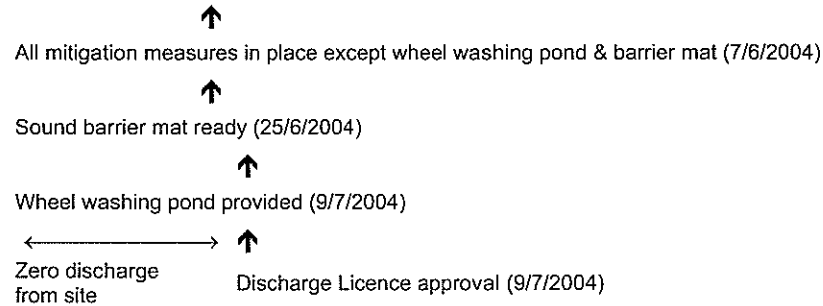 All mitigation measures in place except wheel washing pond & barrier mat (7/6/2004)
Sound barrier mat ready (25/6/2004)
Wheel washing pond provided (9/7/2004)
Zero discharge
from site
Discharge Licence approval (9/7/2004)